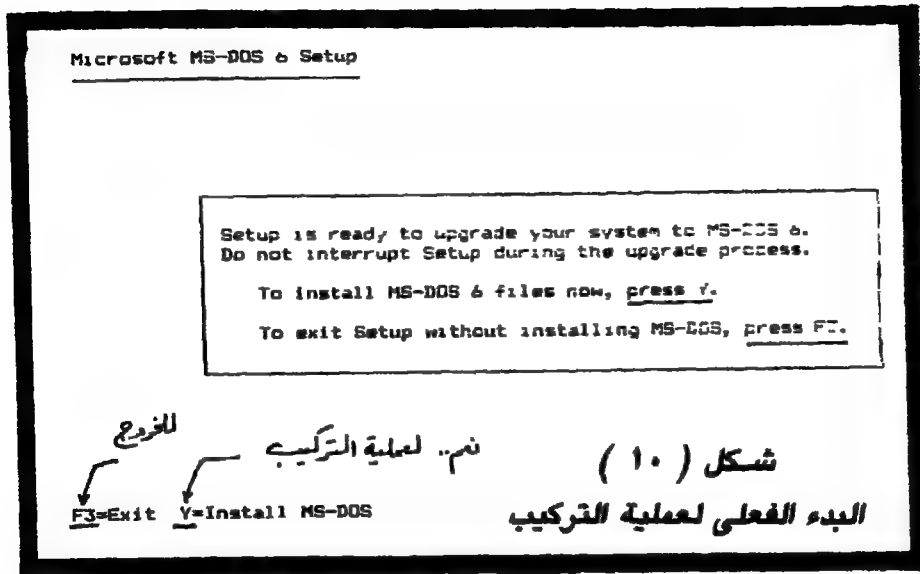 Microsoft MS-DOS 6 Setup
Setup is ready to upgrade your system to MS-DOS 6.
Do not interrupt Setup during the upgrade process.
To install MS-DOS 6 files now, press Y.
To exit Setup without installing MS-DOS, press F3.
للخروج
نعم.. لعملية التركيب
شكل ( ١٠ )
البدء الفعلى لعملية التركيب
F3=Exit Y=Install MS-DOS